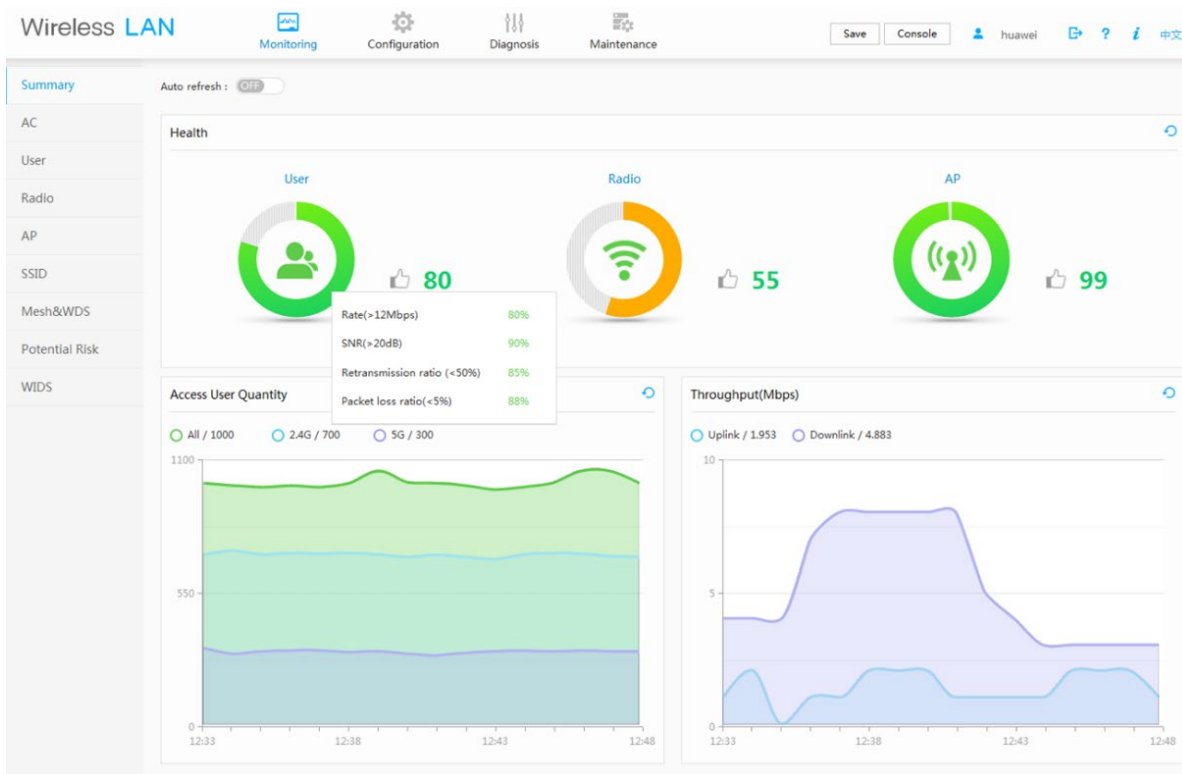 Wireless LAN
Monitoring
Configuration
Diagnosis
Maintenance
Save
Console
huawei
?
i
中文
Summary
AC
User
Radio
AP
SSID
Mesh&WDS
Potential Risk
WIDS
Auto refresh :
OFF
Health
User
Radio
AP
80
55
99
Rate(>12Mbps) 80%
SNR(>20dB) 90%
Retransmission ratio (<50%) 85%
Packet loss ratio(<5%) 88%
Access User Quantity
All / 1000
2.4G / 700
5G / 300
1100
550
0
12:33
12:38
12:43
12:48
Throughput(Mbps)
Uplink / 1.953
Downlink / 4.883
10
5
0
12:33
12:38
12:43
12:48